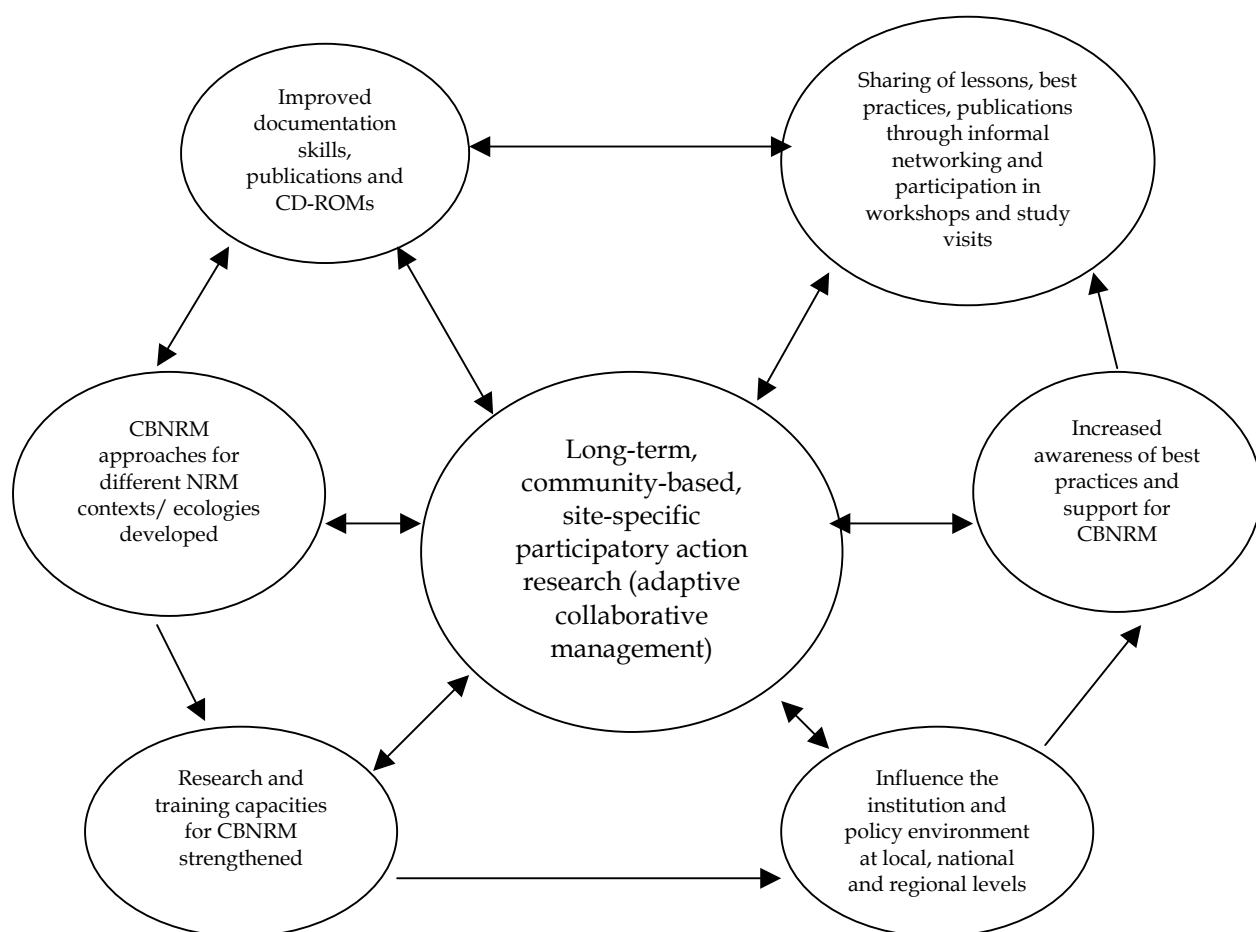 Improved
documentation
skills,
publications and
CD-ROMs
Sharing of lessons, best
practices, publications
through informal
networking and
participation in
workshops and study
visits
CBNRM
approaches for
different NRM
contexts/ ecologies
developed
Long-term,
community-based,
site-specific
participatory action
research (adaptive
collaborative
management)
Increased
awareness of best
practices and
support for
CBNRM
Research and
training capacities
for CBNRM
strengthened
Influence the
institution and
policy environment
at local, national
and regional levels